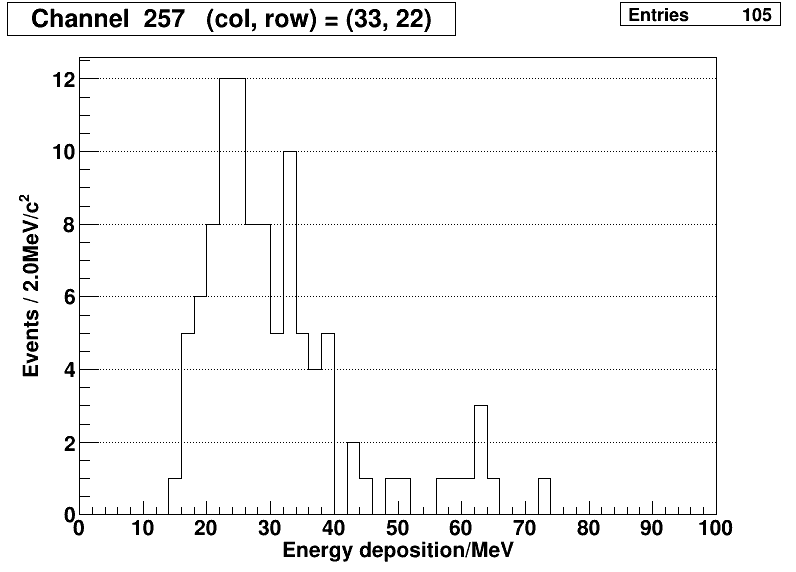 Channel 257 (col, row) = (33, 22)
Entries 105
Events / 2.0MeV/c²
12
10
8
6
4
2
0
0 10 20 30 40 50 60 70 80 90 100
Energy deposition/MeV